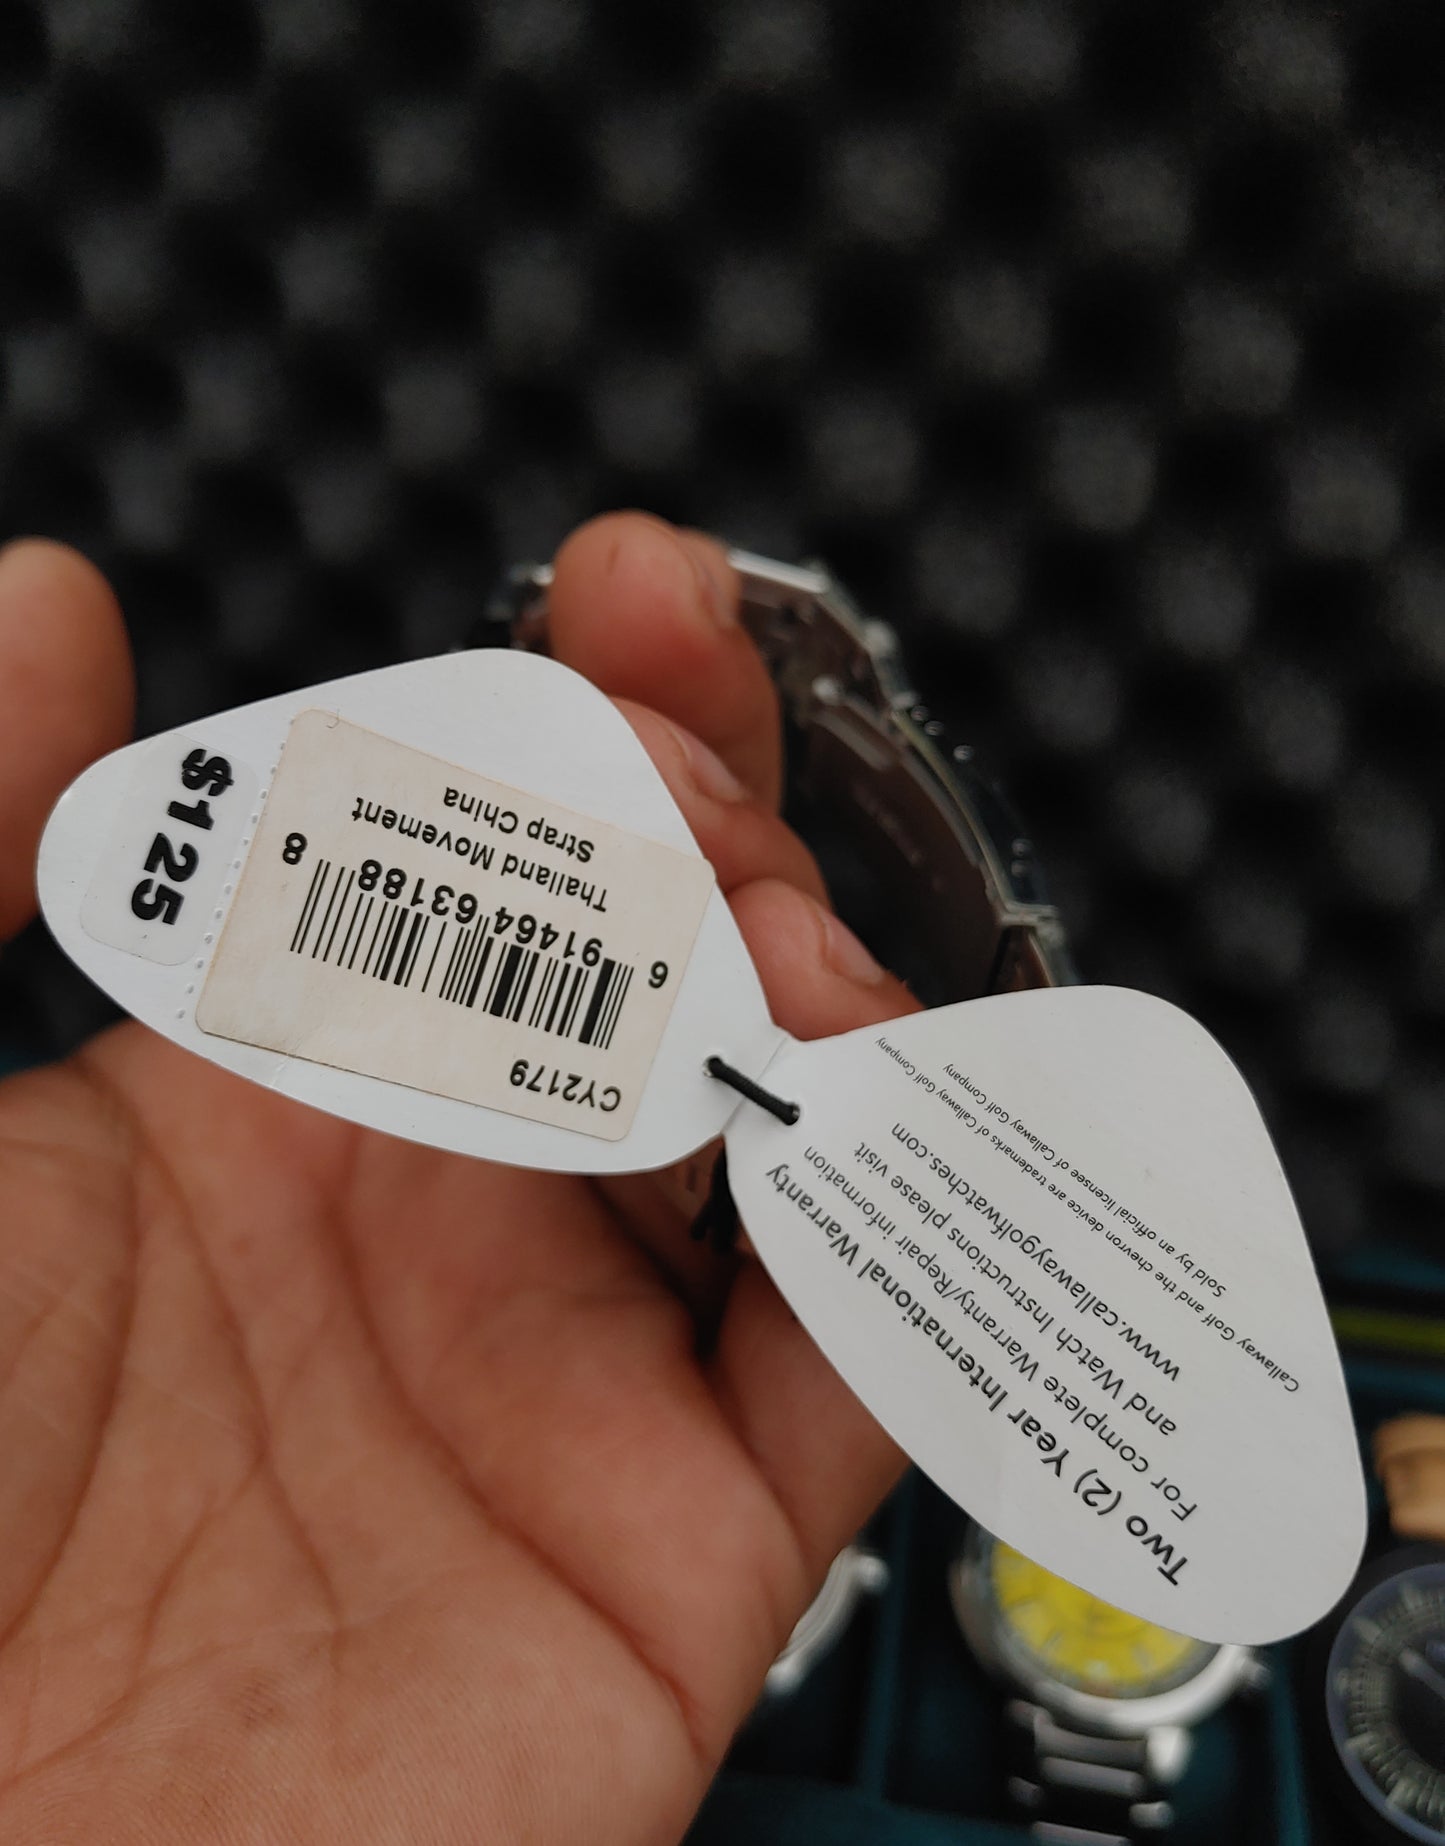 $125
CY2179
6 91464 63188 8
Thailand Movement
Strap China
Two (2) Year International Warranty
For complete Warranty/Repair information
and Watch Instructions please visit
www.callawaygolfwatches.com
Callaway Golf and the chevron device are trademarks of Callaway Golf Company
Sold by an official licensee of Callaway Golf Company